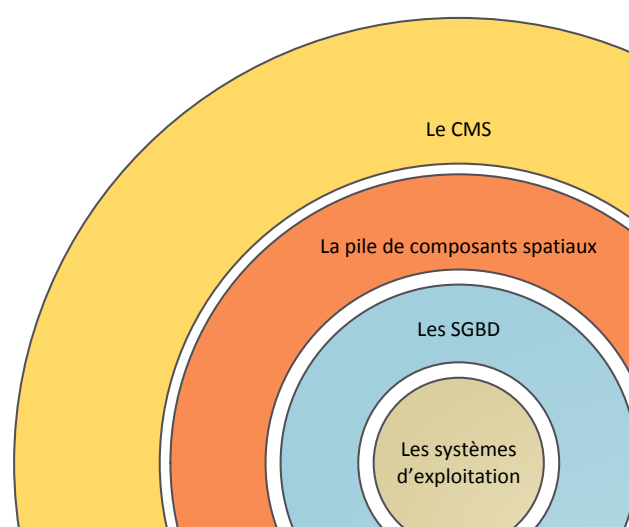 Le CMS
La pile de composants spatiaux
Les SGBD
Les systèmes
d’exploitation